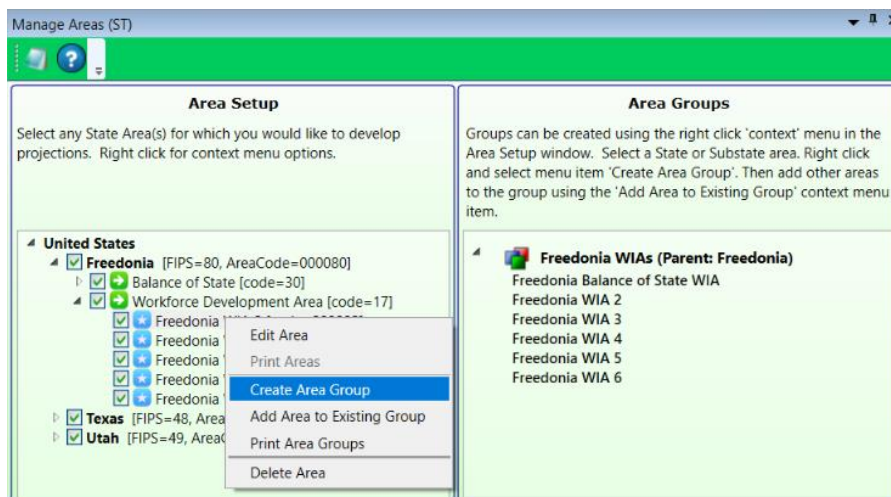 Manage Areas (ST)
Area Setup
Select any State Area(s) for which you would like to develop
projections. Right click for context menu options.
United States
Freedonia [FIPS=80, AreaCode=000080]
Balance of State [code=30]
Workforce Development Area [code=17]
Freedonia
Freedonia
Freedonia
Freedonia
Freedonia
Texas [FIPS=48, Area
Utah [FIPS=49, Area
Edit Area
Print Areas
Create Area Group
Add Area to Existing Group
Print Area Groups
Delete Area
Area Groups
Groups can be created using the right click 'context' menu in the
Area Setup window. Select a State or Substate area. Right click
and select menu item 'Create Area Group'. Then add other areas
to the group using the 'Add Area to Existing Group' context menu
item.
Freedonia WIAs (Parent: Freedonia)
Freedonia Balance of State WIA
Freedonia WIA 2
Freedonia WIA 3
Freedonia WIA 4
Freedonia WIA 5
Freedonia WIA 6